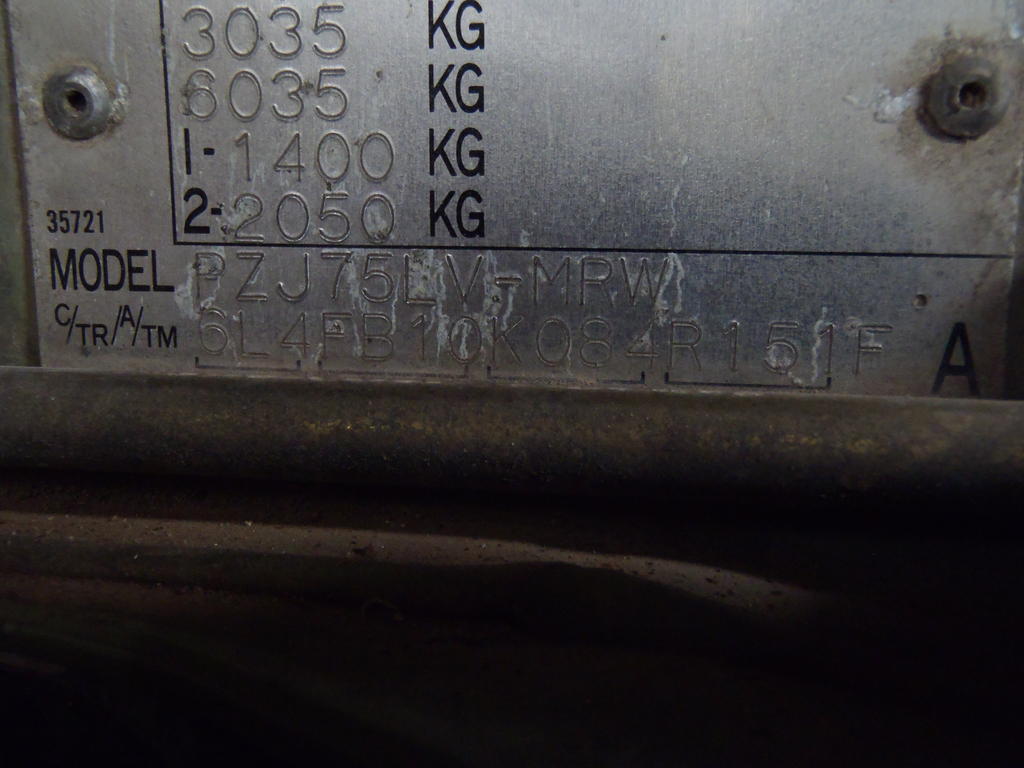 3035 KG
6035 KG
1-1400 KG
2-2050 KG
35721
MODEL PZJ75LV-MRW
C/TR/A/TM 6L4FB10K084R151F A